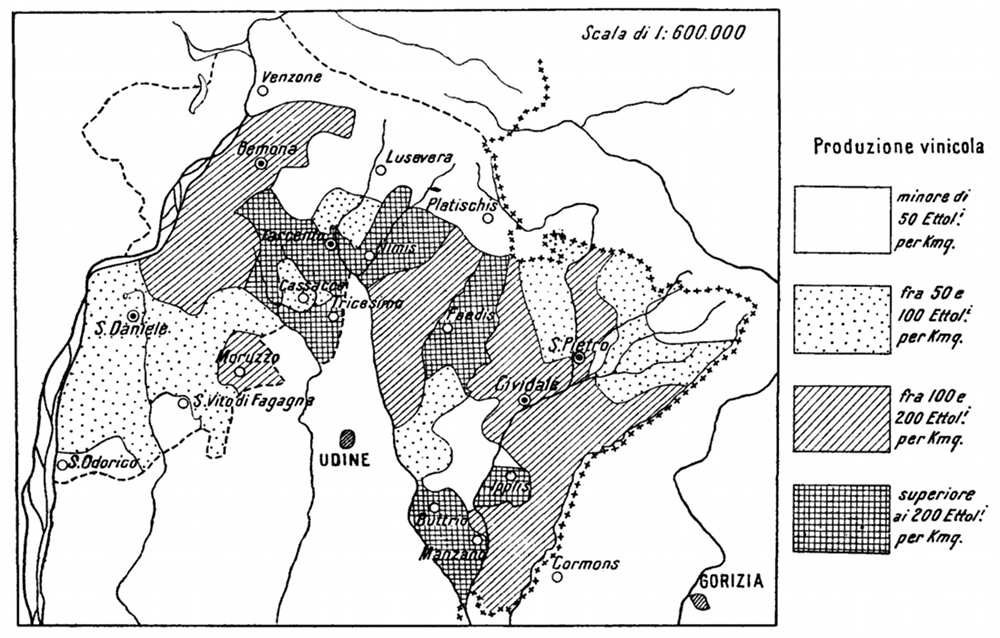 Scala di 1:600.000
Venzone
Gemona
Lusevera
Platischis
Tarcento
Nimis
Cassacco
Tricesimo
S. Daniele
Faedis
Moruzzo
S. Pietro
S. Vito di Fagagna
Cividale
UDINE
S. Odorico
Ipplis
Buttrio
Manzano
Cormons
GORIZIA
Produzione vinicola
minore di
50 Ettol.ⁱ
per Kmq.
fra 50 e
100 Ettol.ⁱ
per Kmq.
fra 100 e
200 Ettol.ⁱ
per Kmq.
superiore
ai 200 Ettol.ⁱ
per Kmq.